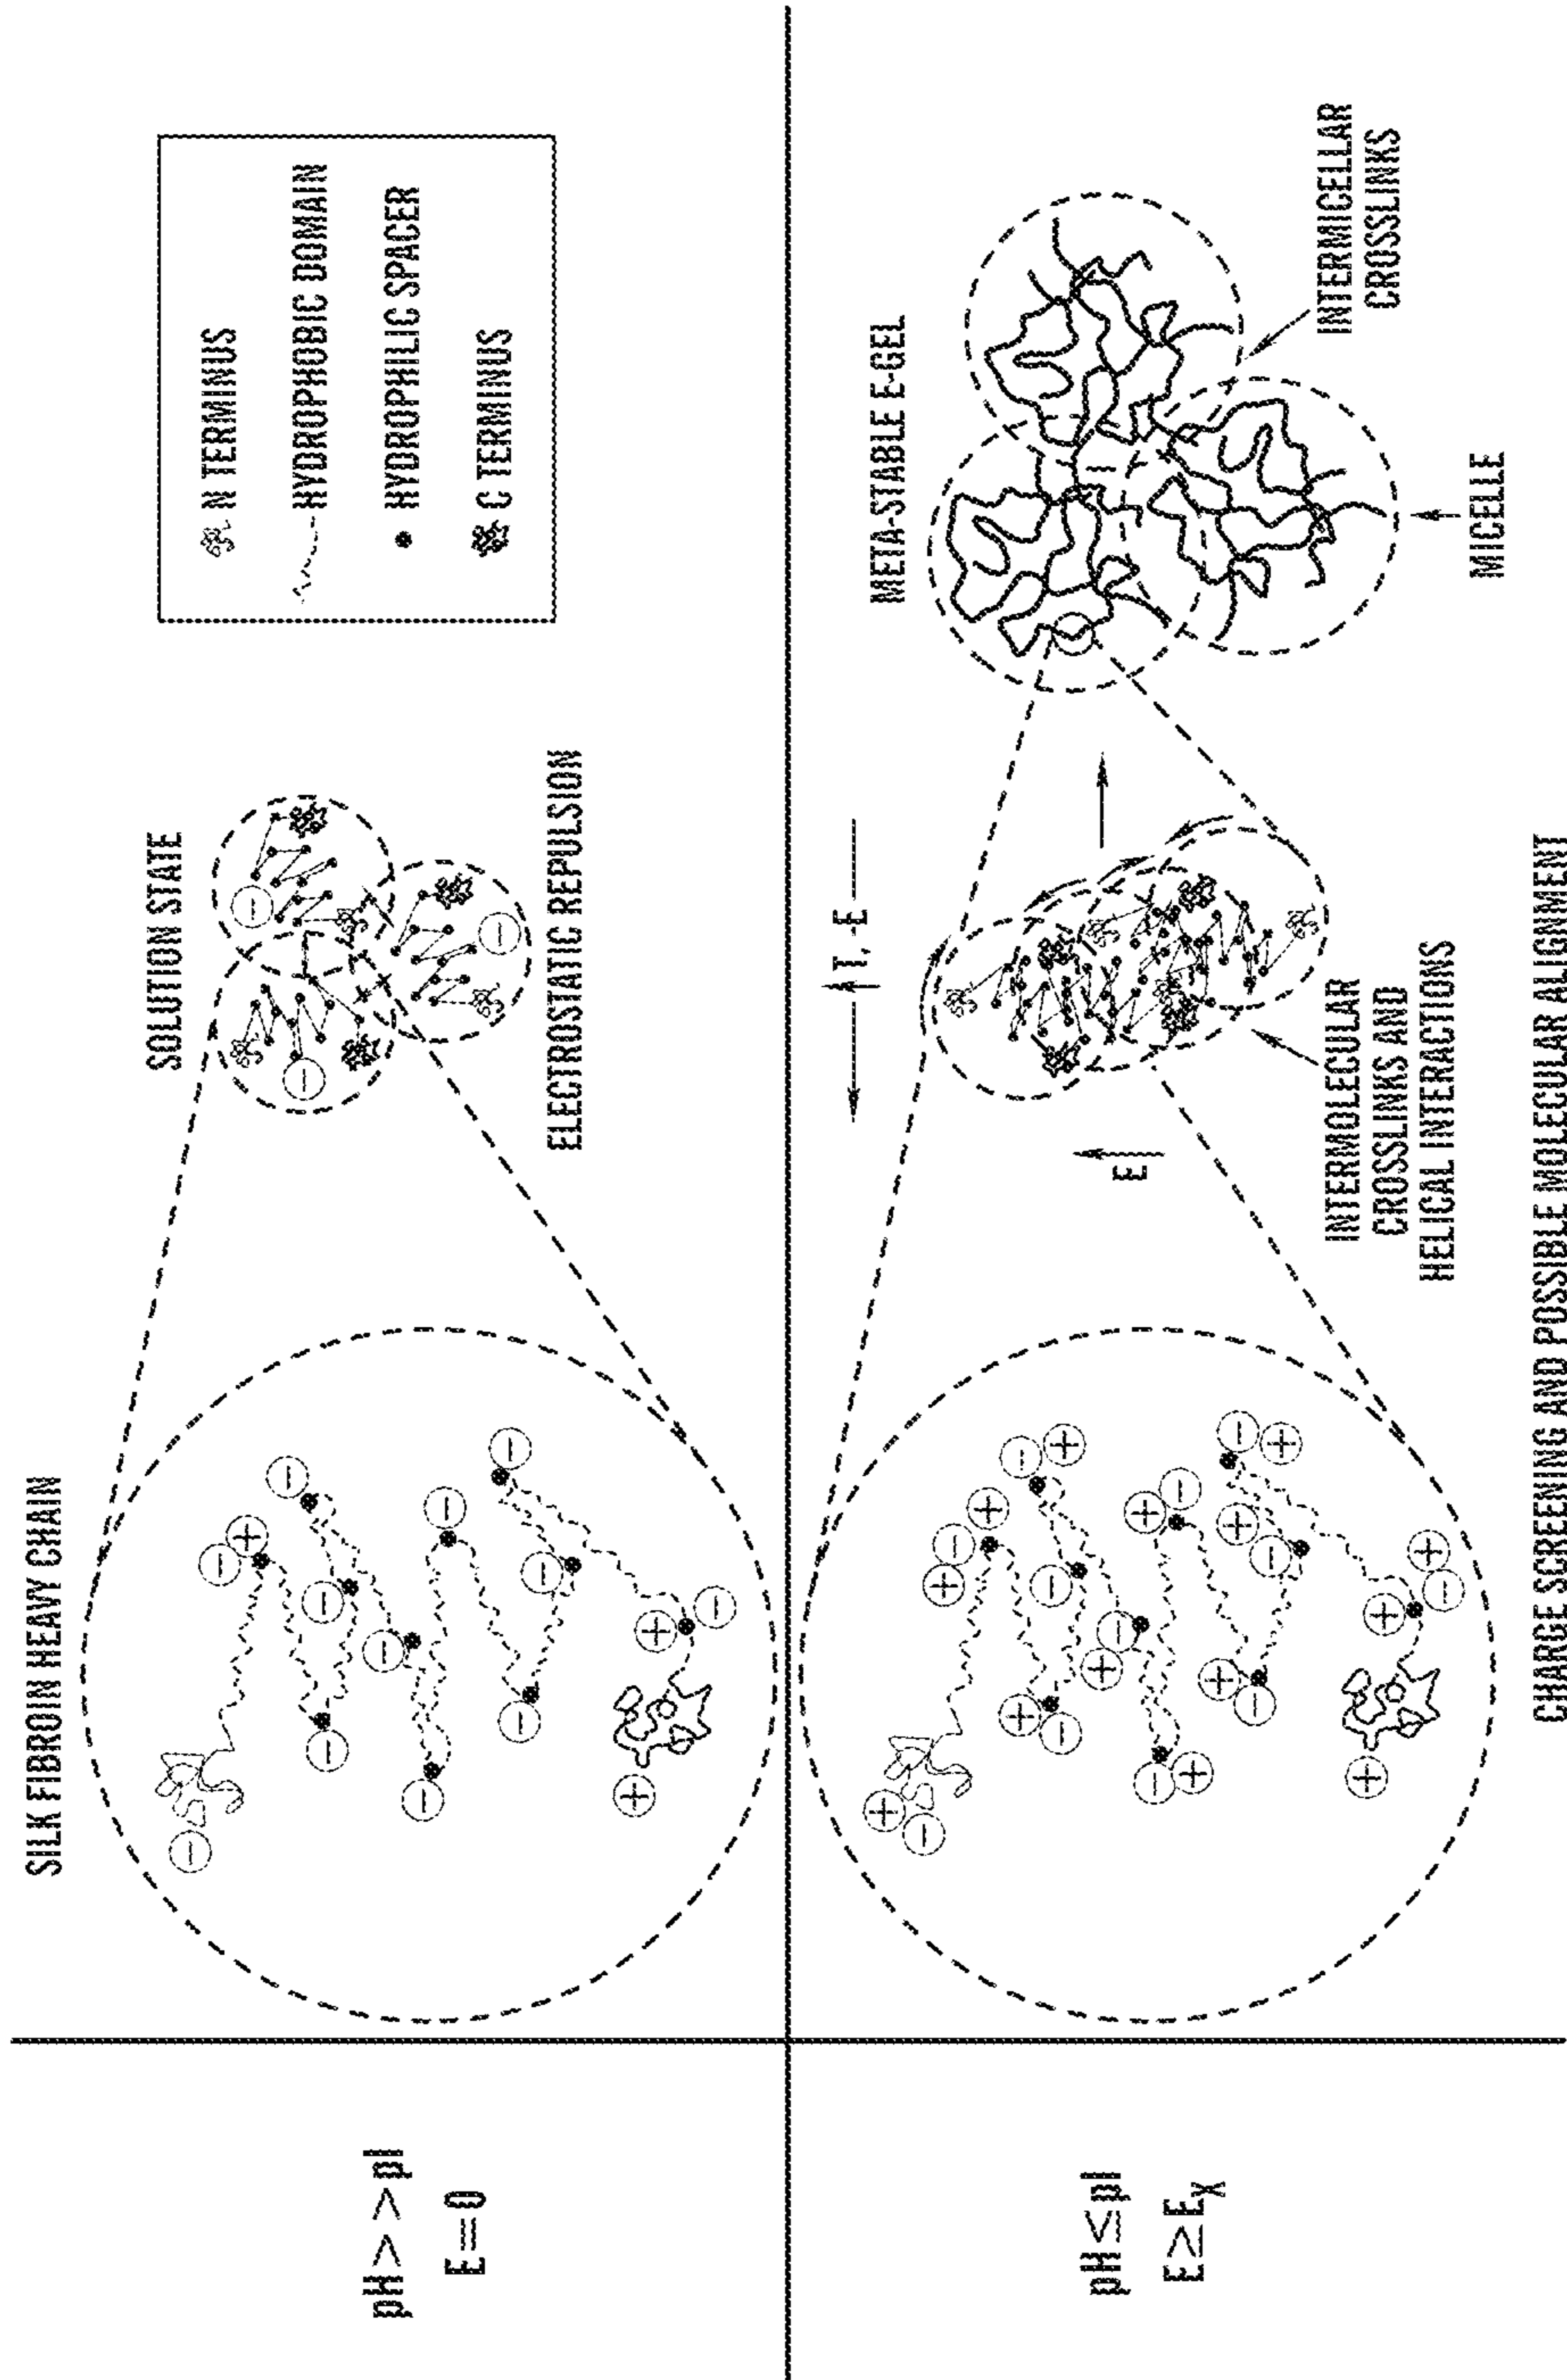 SILK FIBROIN HEAVY CHAIN
SOLUTION STATE
ELECTROSTATIC REPULSION
N TERMINUS
HYDROPHOBIC DOMAIN
HYDROPHILIC SPACER
C TERMINUS
pH>>pI
E=0
pH≤pI
E≥E_X
E
T, -E
META-STABLE E-GEL
INTERMOLECULAR
CROSSLINKS AND
HELICAL INTERACTIONS
MICELLE
INTERMICELLAR
CROSSLINKS
CHARGE SCREENING AND POSSIBLE MOLECULAR ALIGNMENT